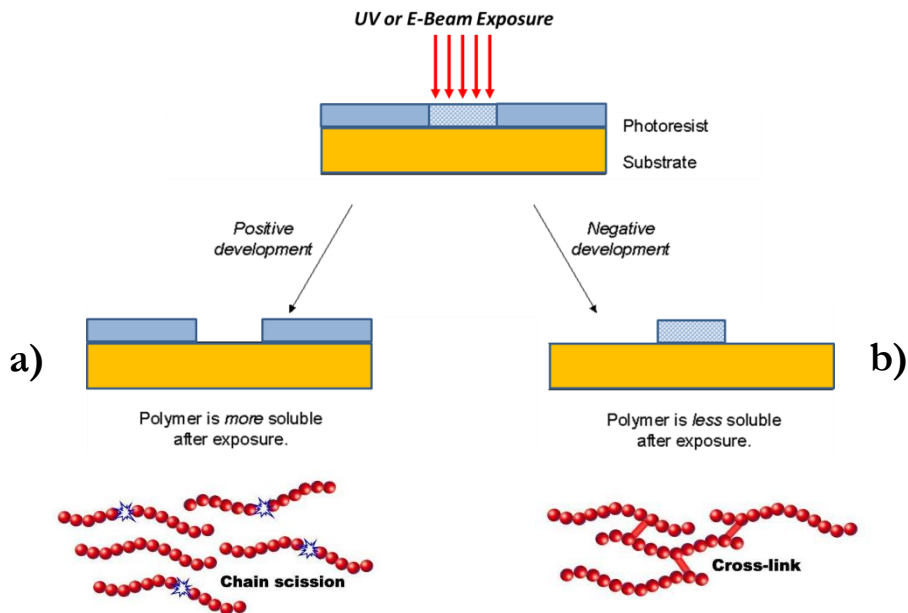 UV or E-Beam Exposure
Photoresist
Substrate
Positive
development
Negative
development
a)
b)
Polymer is more soluble
after exposure.
Polymer is less soluble
after exposure.
Chain scission
Cross-link